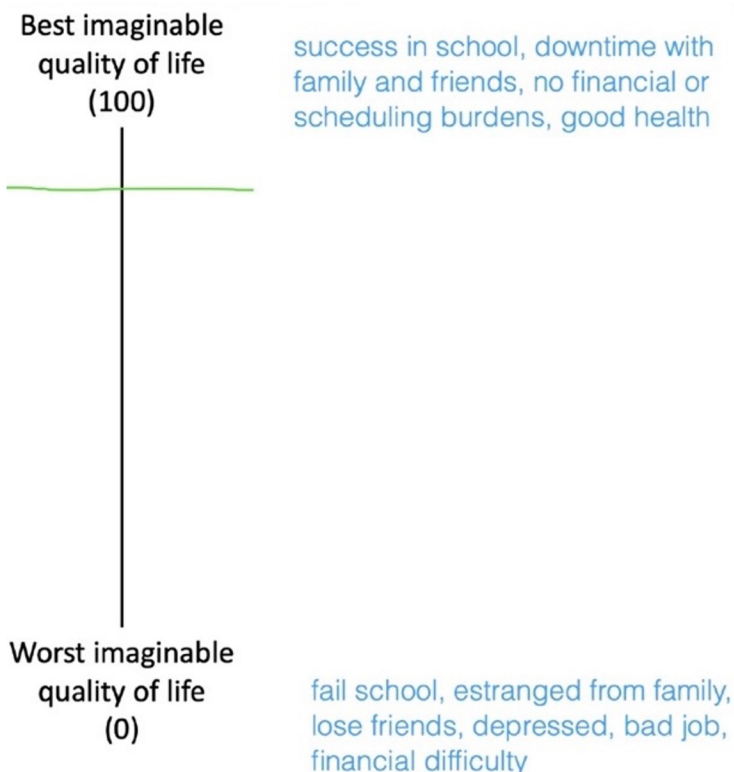 Best imaginable
quality of life
(100)
success in school, downtime with
family and friends, no financial or
scheduling burdens, good health
Worst imaginable
quality of life
(0)
fail school, estranged from family,
lose friends, depressed, bad job,
financial difficulty